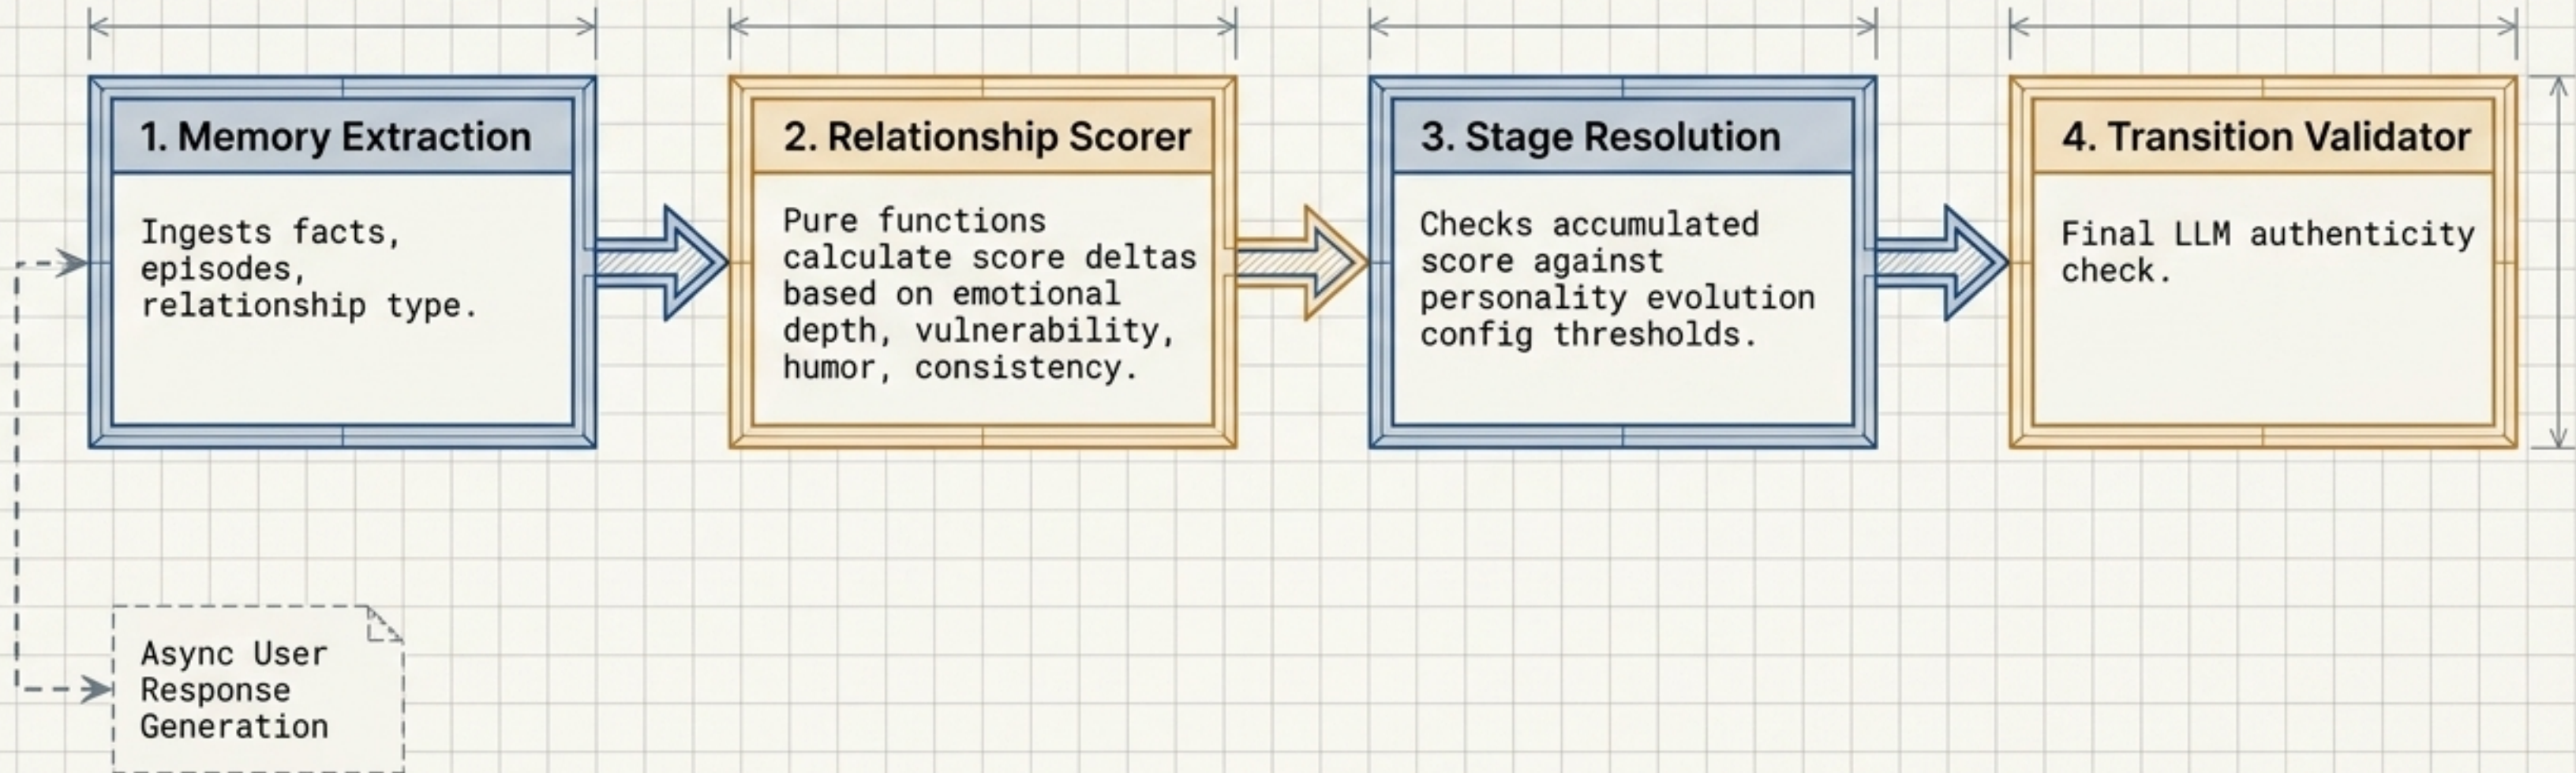 1. Memory Extraction
Ingests facts,
episodes,
relationship type.
2. Relationship Scorer
Pure functions
calculate score deltas
based on emotional
depth, vulnerability,
humor, consistency.
3. Stage Resolution
Checks accumulated
score against
personality evolution
config thresholds.
4. Transition Validator
Final LLM authenticity
check.
Async User
Response
Generation